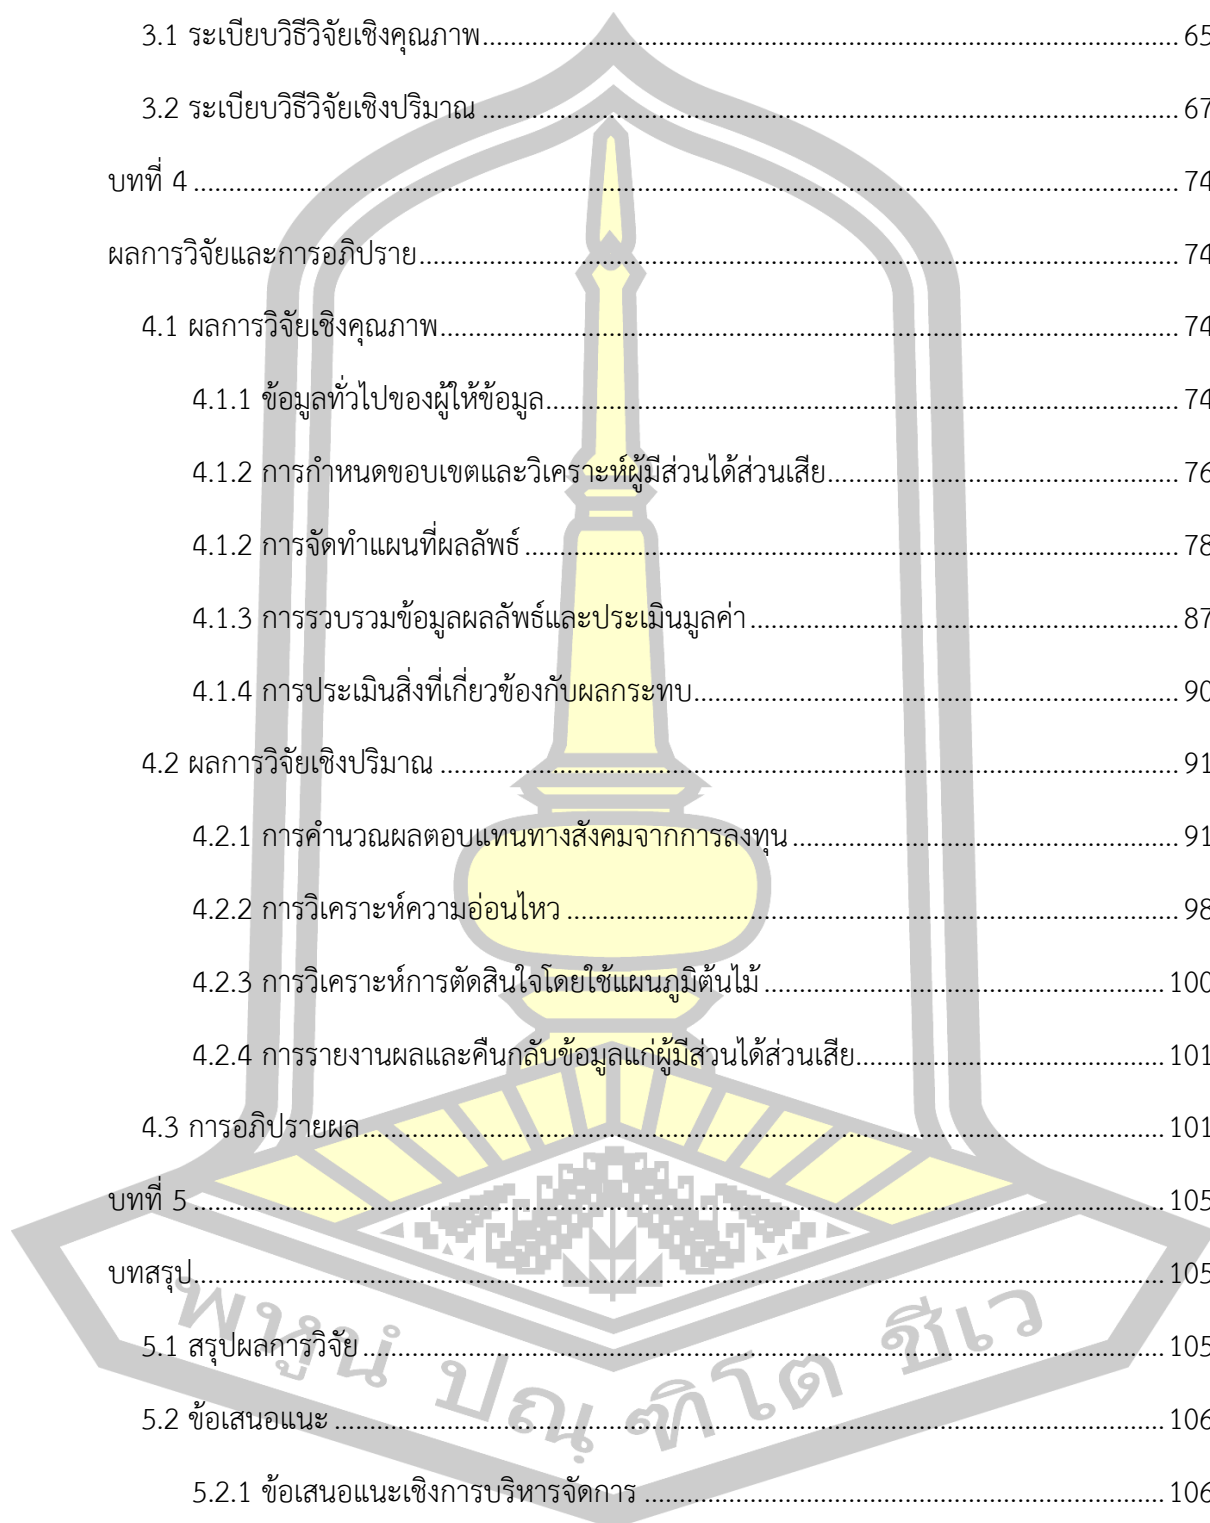 3.1 ระเบียบวิธีวิจัยเชิงคุณภาพ.......... 65
3.2 ระเบียบวิธีวิจัยเชิงปริมาณ .......... 67
บทที่ 4 .......... 74
ผลการวิจัยและการอภิปราย.......... 74
4.1 ผลการวิจัยเชิงคุณภาพ.......... 74
4.1.1 ข้อมูลทั่วไปของผู้ให้ข้อมูล.......... 74
4.1.2 การกำหนดขอบเขตและวิเคราะห์ผู้มีส่วนได้ส่วนเสีย.......... 76
4.1.2 การจัดทำแผนที่ผลลัพธ์ .......... 78
4.1.3 การรวบรวมข้อมูลผลลัพธ์และประเมินมูลค่า .......... 87
4.1.4 การประเมินสิ่งที่เกี่ยวข้องกับผลกระทบ.......... 90
4.2 ผลการวิจัยเชิงปริมาณ .......... 91
4.2.1 การคำนวณผลตอบแทนทางสังคมจากการลงทุน .......... 91
4.2.2 การวิเคราะห์ความอ่อนไหว .......... 98
4.2.3 การวิเคราะห์การตัดสินใจโดยใช้แผนภูมิต้นไม้ .......... 100
4.2.4 การรายงานผลและคืนกลับข้อมูลแก่ผู้มีส่วนได้ส่วนเสีย.......... 101
4.3 การอภิปรายผล.......... 101
บทที่ 5 .......... 105
บทสรุป.......... 105
5.1 สรุปผลการวิจัย .......... 105
5.2 ข้อเสนอแนะ .......... 106
5.2.1 ข้อเสนอแนะเชิงการบริหารจัดการ .......... 106
พหูนํ ปณฺฑิโต ชีเว